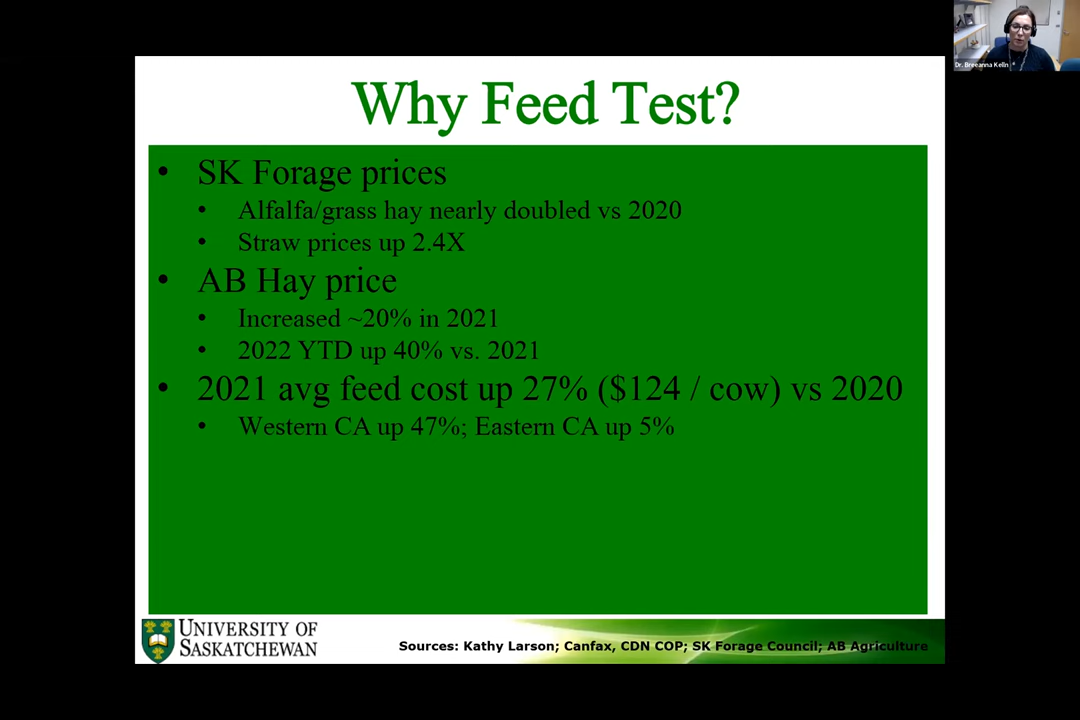 Why Feed Test?
• SK Forage prices
• Alfalfa/grass hay nearly doubled vs 2020
• Straw prices up 2.4X
• AB Hay price
• Increased ~20% in 2021
• 2022 YTD up 40% vs. 2021
• 2021 avg feed cost up 27% ($124 / cow) vs 2020
• Western CA up 47%; Eastern CA up 5%
UNIVERSITY OF
SASKATCHEWAN
Sources: Kathy Larson; Canfax, CDN COP; SK Forage Council; AB Agriculture
Dr. Breeanna Kelln